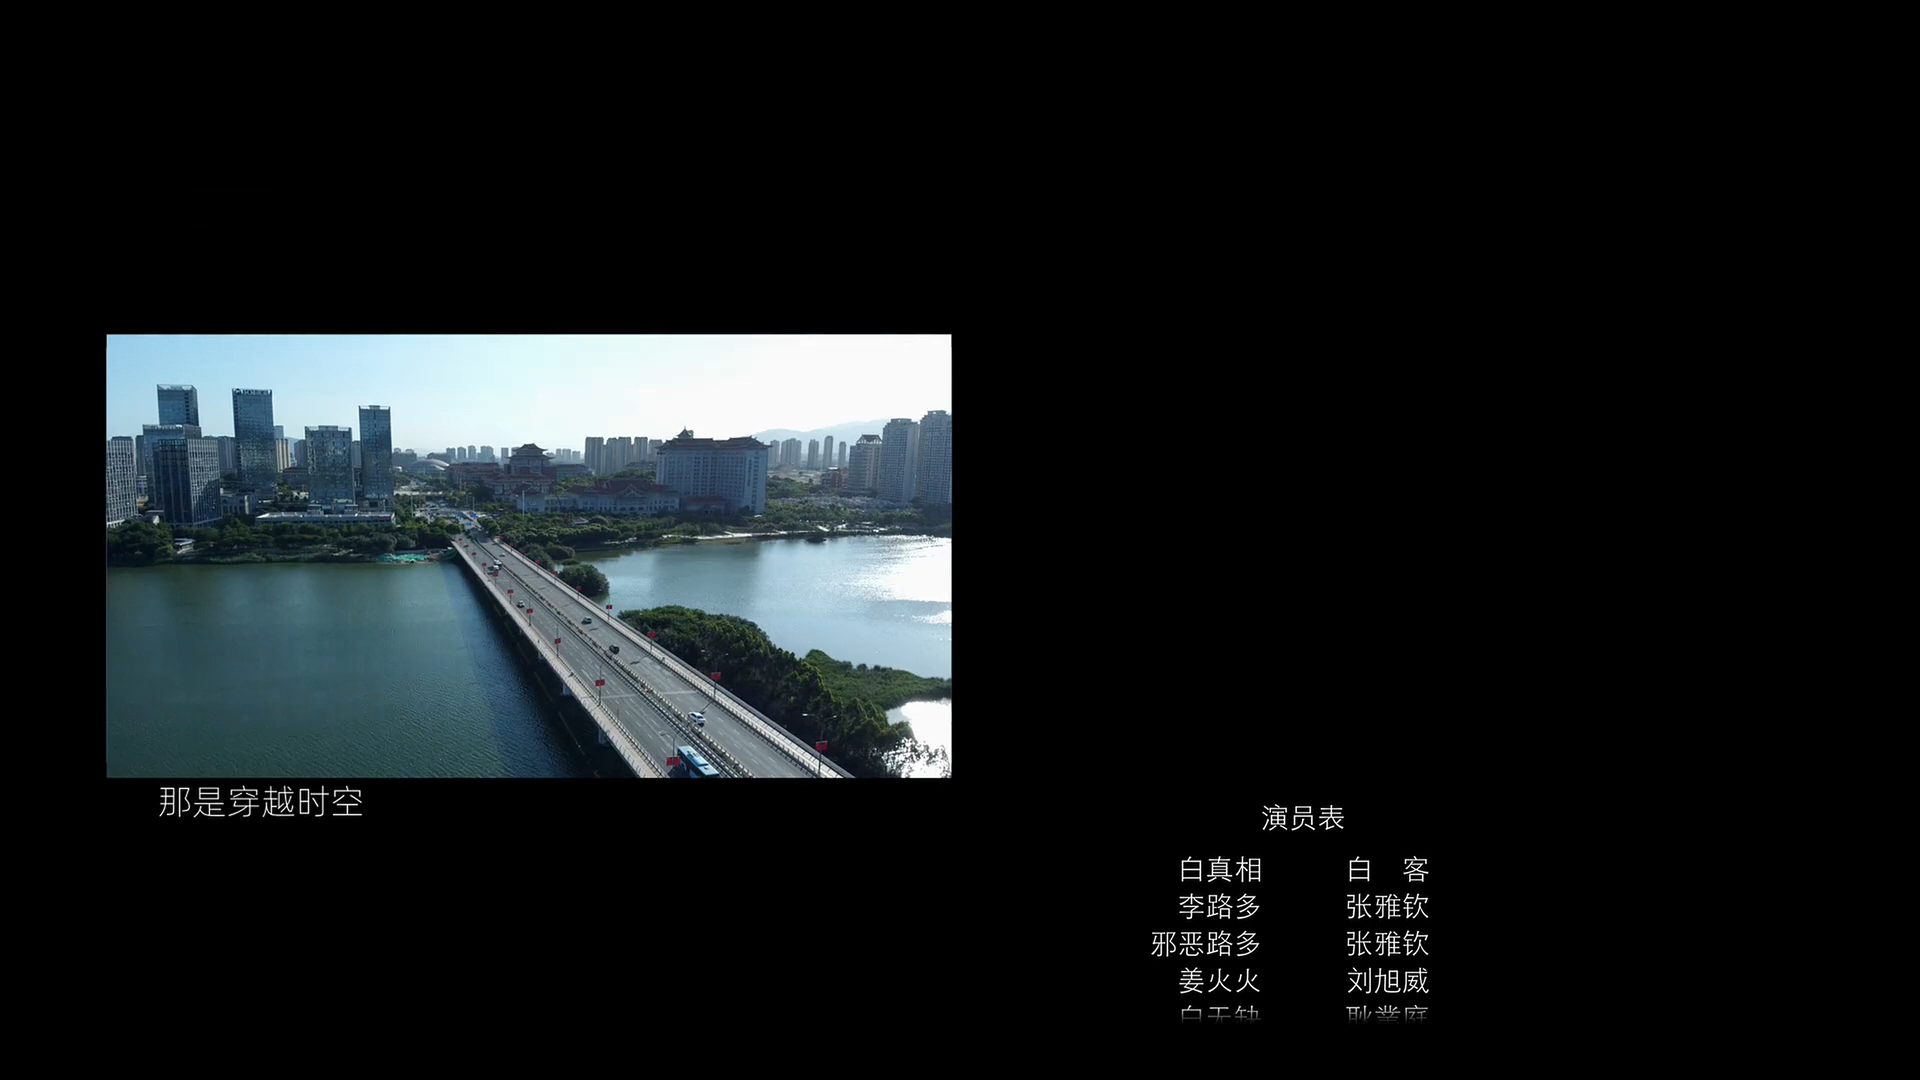 那是穿越时空
演员表
白真相 白 客
李路多 张雅钦
邪恶路多 张雅钦
姜火火 刘旭威